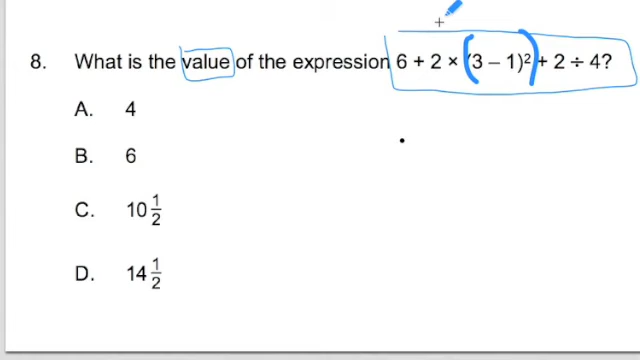 8. What is the value of the expression 6 + 2 × (3 – 1)² + 2 ÷ 4?
A. 4
B. 6
C. 10 1/2
D. 14 1/2